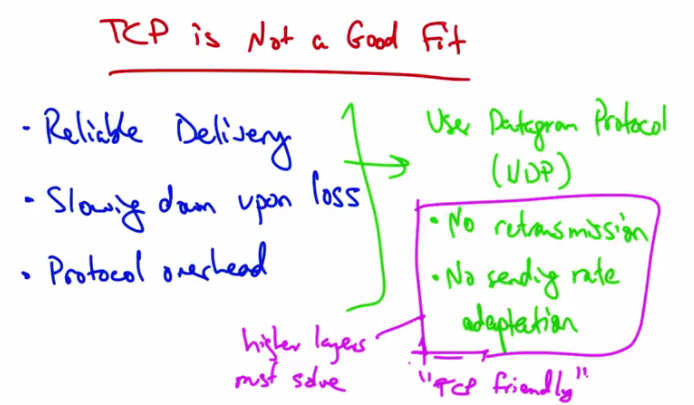 TCP is Not a Good Fit
· Reliable Delivery
· Slowing down upon loss
· Protocol overhead
User Datagram Protocol
(UDP)
· No retransmission
· No sending rate
adaptation
higher layers
must solve
"TCP friendly"